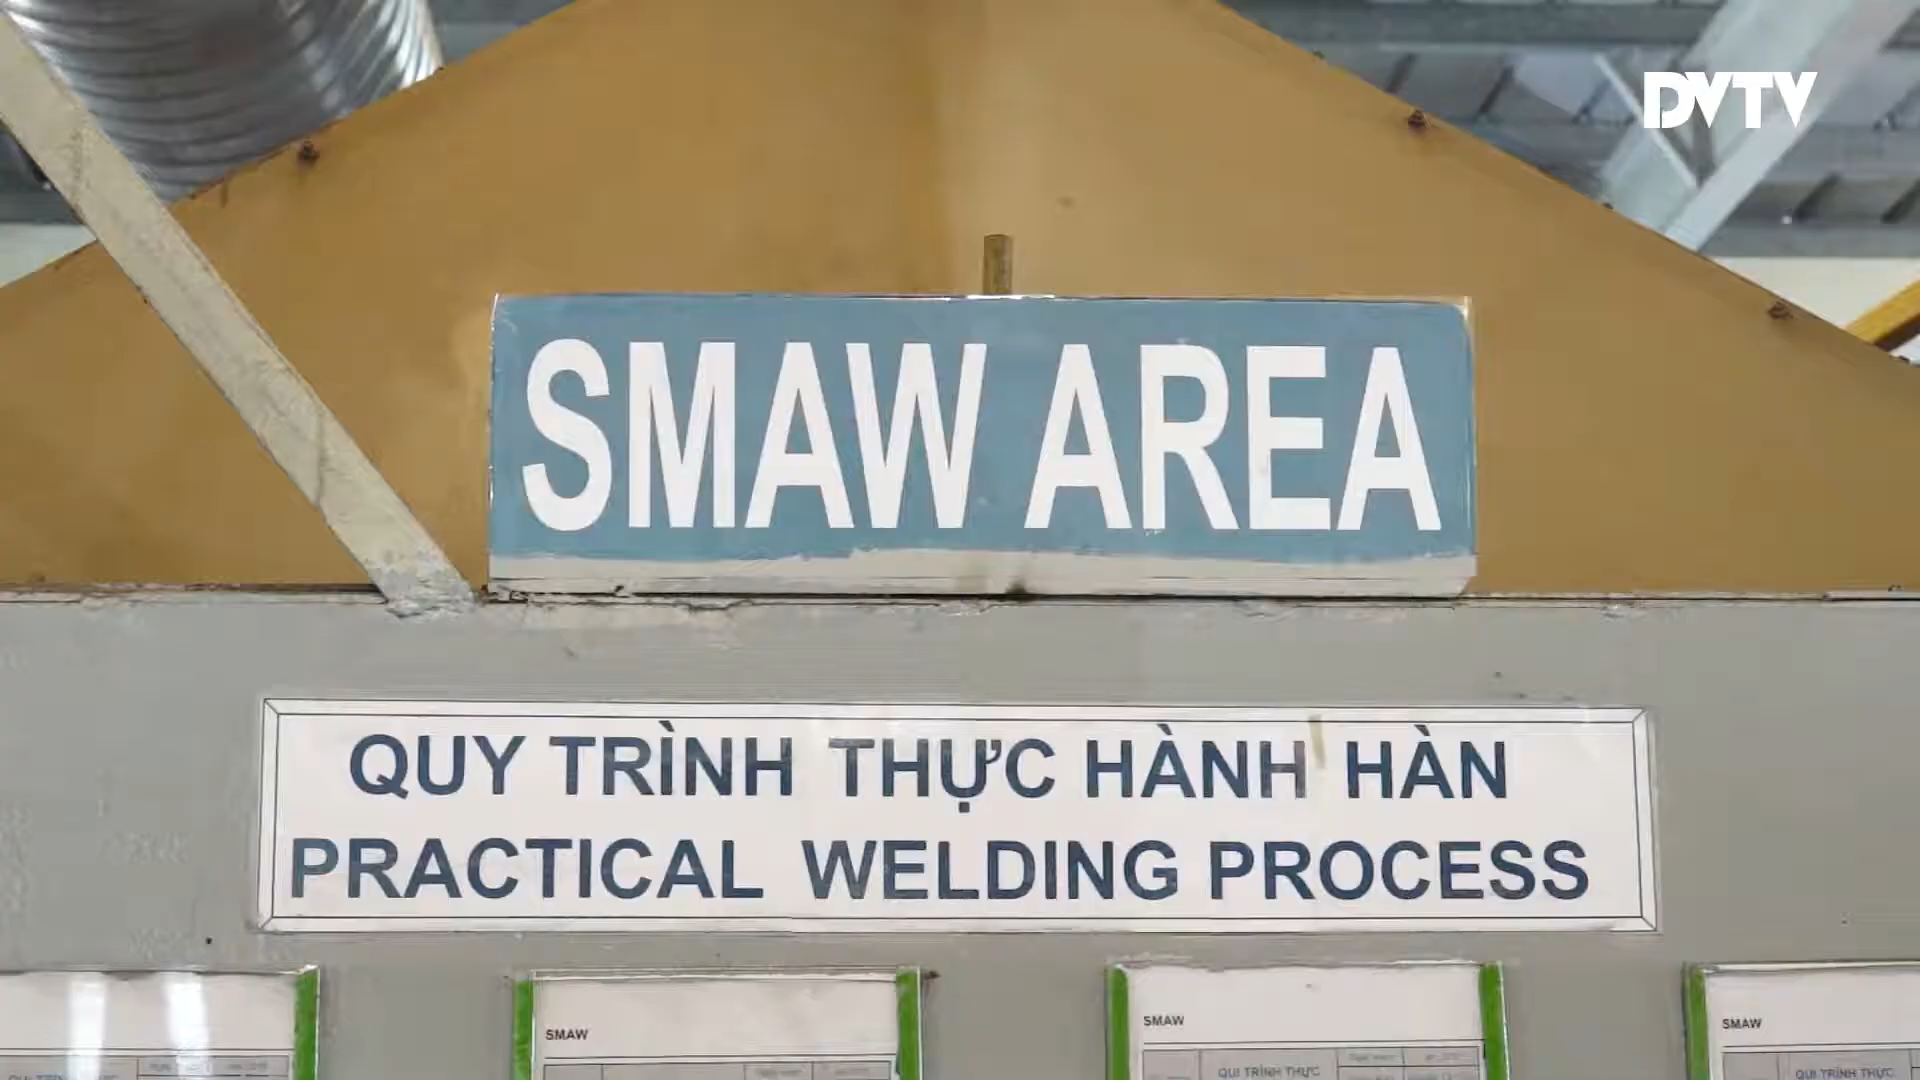 DVTV
SMAW AREA
QUY TRÌNH THỰC HÀNH HÀN
PRACTICAL WELDING PROCESS
SMAW
SMAW
SMAW
QUI TRÌNH THỰC
QUI TRÌNH THỰC